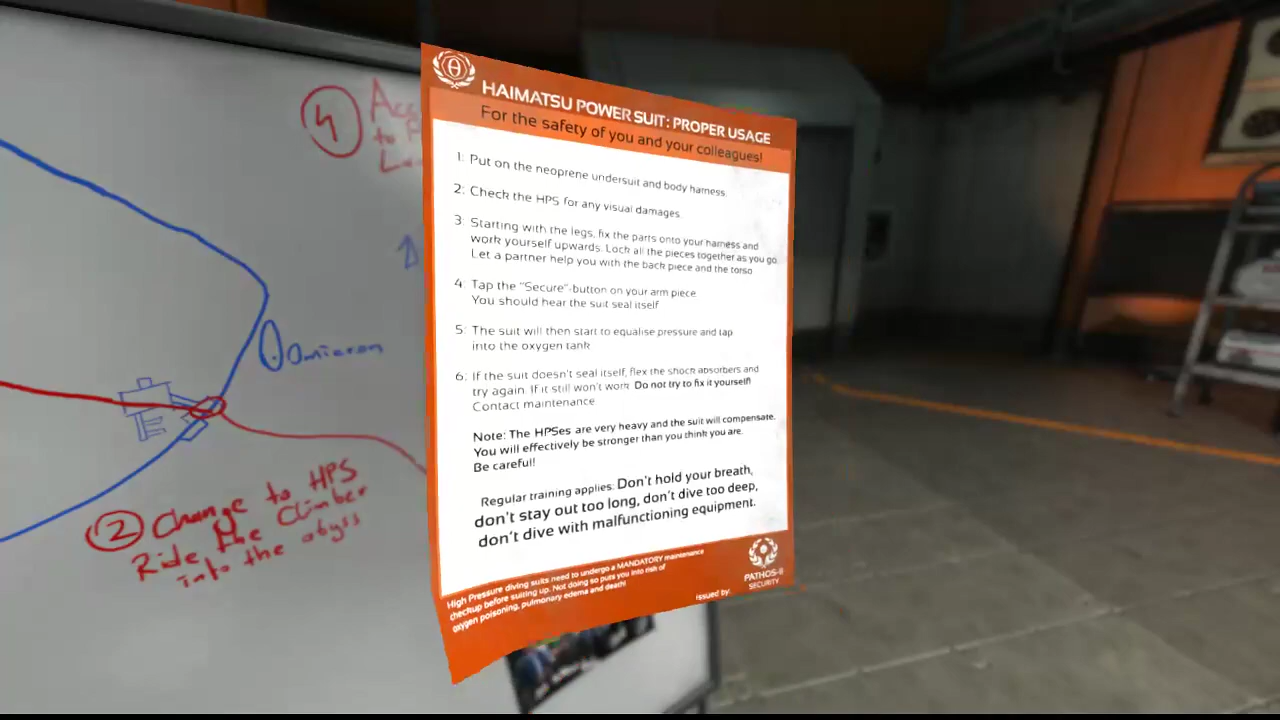 4
HAIMATSU POWER SUIT: PROPER USAGE
For the safety of you and your colleagues!
1: Put on the neoprene undersuit and body harness.
2: Check the HPS for any visual damages.
3: Starting with the legs, fix the parts onto your harness and
work yourself upwards. Lock all the pieces together as you go.
Let a partner help you with the back piece and the torso
4: Tap the "Secure"-button on your arm piece.
You should hear the suit seal itself
5: The suit will then start to equalise pressure and tap
into the oxygen tank
6: If the suit doesn't seal itself, flex the shock absorbers and
try again. If it still won't work. Do not try to fix it yourself!
Contact maintenance
Note: The HPSes are very heavy and the suit will compensate.
You will effectively be stronger than you think you are.
Be careful!
Regular training applies: Don't hold your breath,
don't stay out too long, don't dive too deep,
don't dive with malfunctioning equipment.
High Pressure diving suits need to undergo a MANDATORY maintenance
checkup before suiting up. Not doing so puts you into risk of
oxygen poisoning, pulmonary edema and death!
issued by:
PATHOS-II
SECURITY
Omicron
2 Change to HPS
Ride the Climber
into the abyss